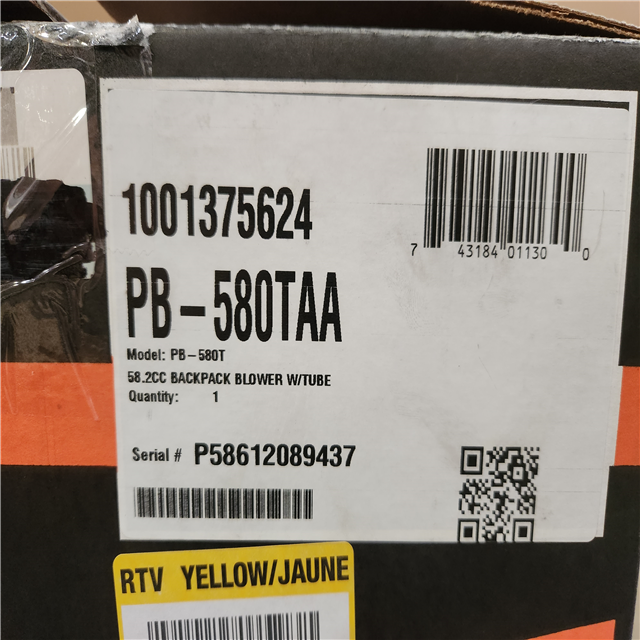 1001375624
7 43184 01130 0
PB-580TAA
Model: PB-580T
58.2CC BACKPACK BLOWER W/TUBE
Quantity: 1
Serial # P58612089437
RTV YELLOW/JAUNE